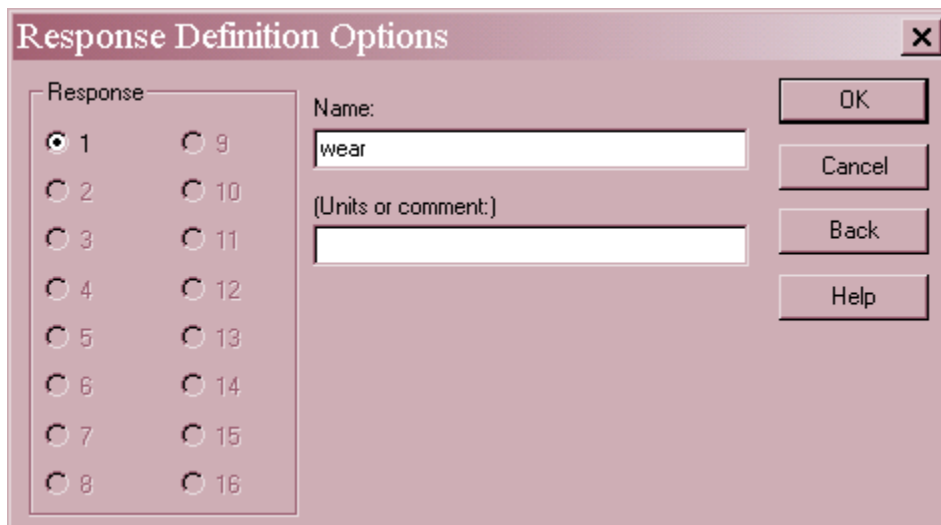 Response Definition Options
Response
1 9
2 10
3 11
4 12
5 13
6 14
7 15
8 16
Name:
wear
(Units or comment:)
OK
Cancel
Back
Help